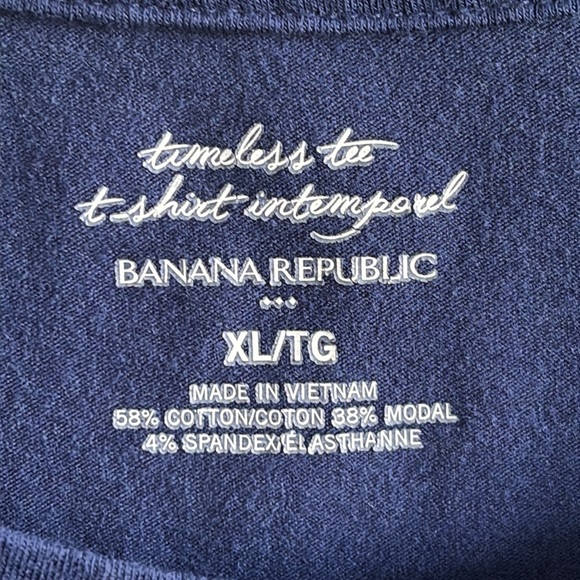 timeless tee
t-shirt intemporel
BANANA REPUBLIC
XL/TG
MADE IN VIETNAM
58% COTTON/COTON 38% MODAL
4% SPANDEX/ÉLASTHANNE